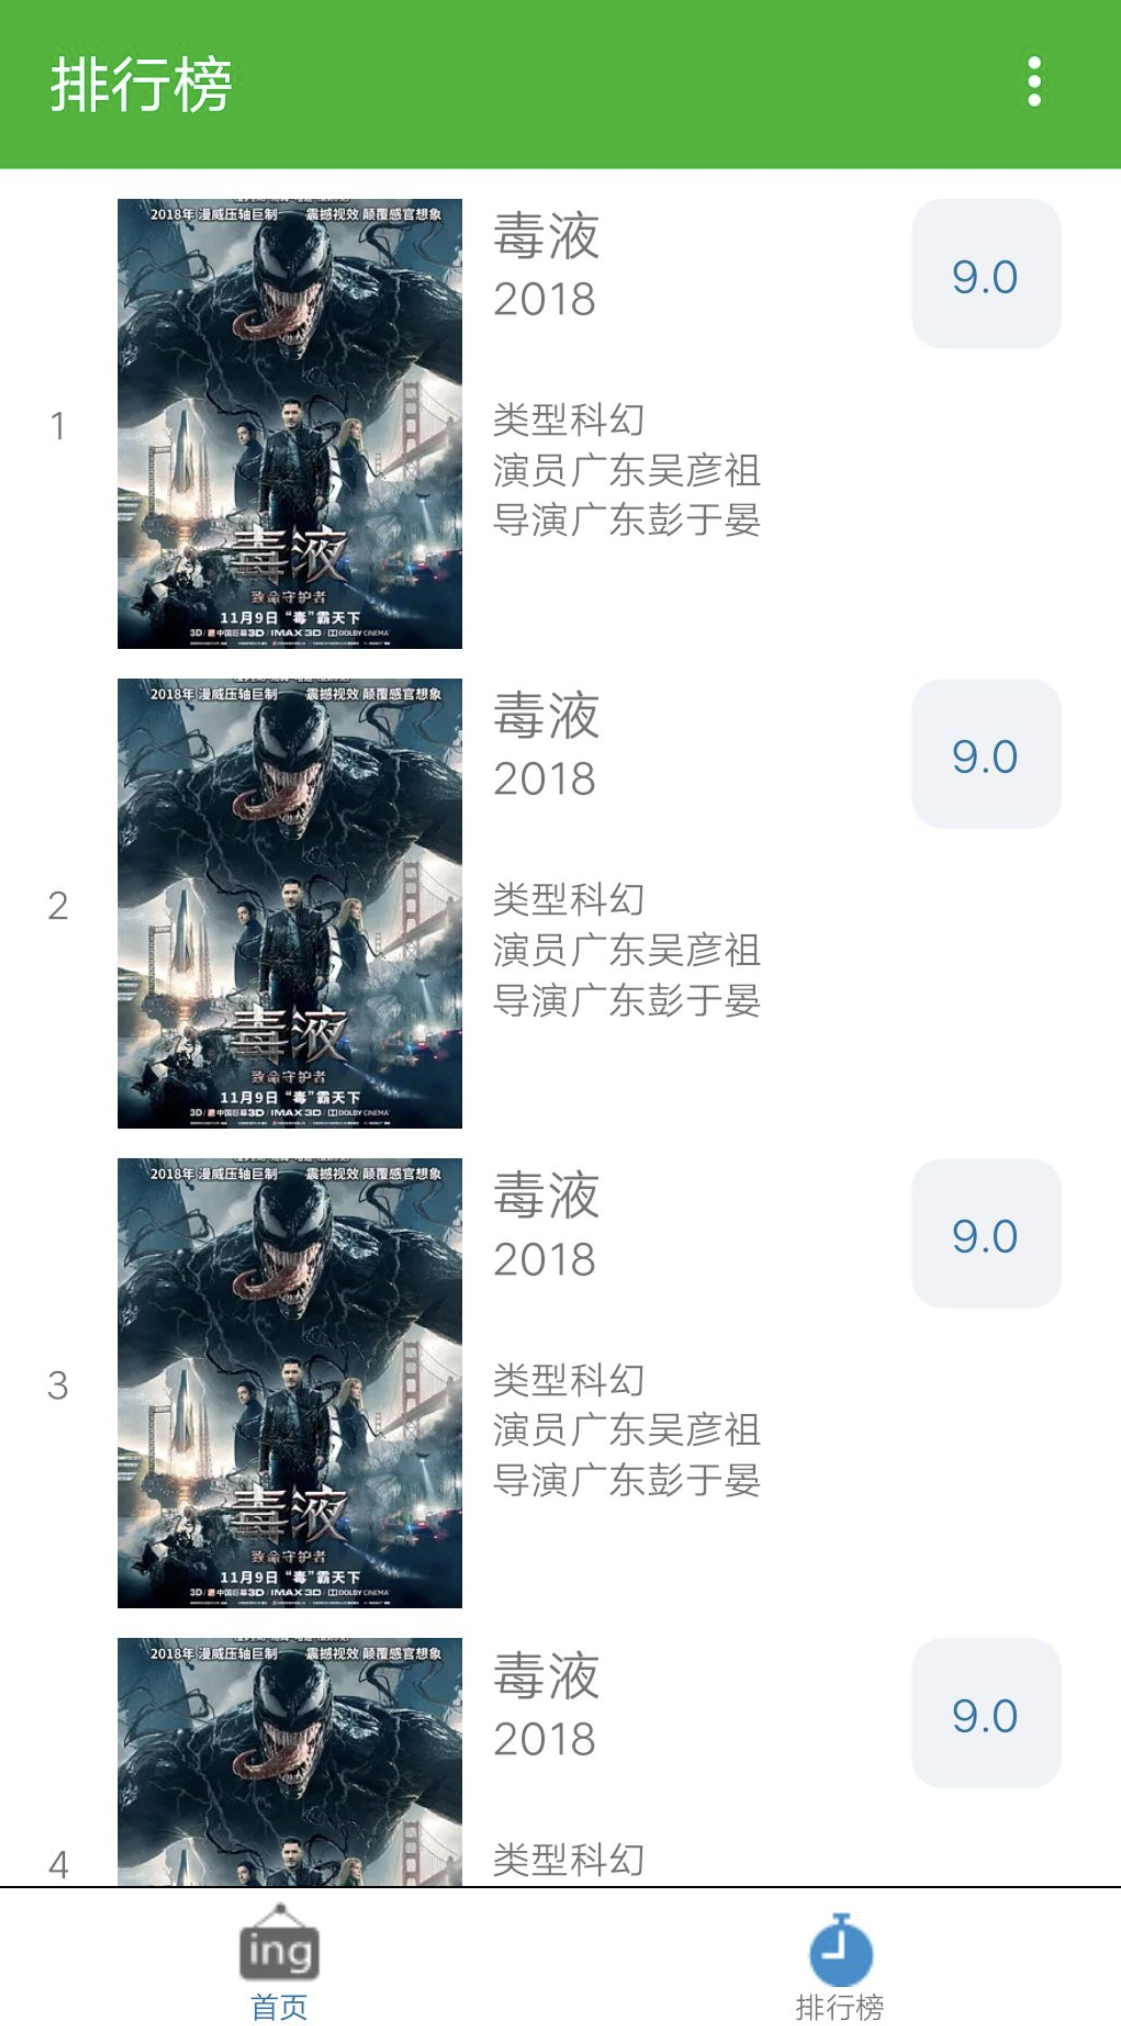 排行榜
2018年 漫威压轴巨制 震撼视效 颠覆感官想象
毒液
2018
9.0
1
类型科幻
演员广东吴彦祖
导演广东彭于晏
毒液
致命守护者
11月9日“毒”霸天下
3D/中国巨幕3D/IMAX 3D/DOLBY CINEMA
2018年 漫威压轴巨制 震撼视效 颠覆感官想象
毒液
2018
9.0
2
类型科幻
演员广东吴彦祖
导演广东彭于晏
毒液
致命守护者
11月9日“毒”霸天下
3D/中国巨幕3D/IMAX 3D/DOLBY CINEMA
2018年 漫威压轴巨制 震撼视效 颠覆感官想象
毒液
2018
9.0
3
类型科幻
演员广东吴彦祖
导演广东彭于晏
毒液
致命守护者
11月9日“毒”霸天下
3D/中国巨幕3D/IMAX 3D/DOLBY CINEMA
2018年 漫威压轴巨制 震撼视效 颠覆感官想象
毒液
2018
9.0
4
类型科幻
ing
首页
排行榜